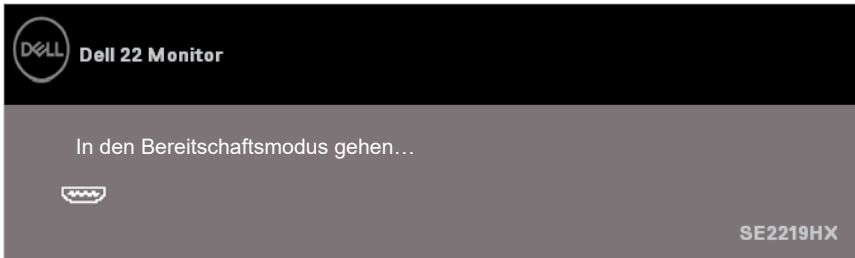 DELL
Dell 22 Monitor
In den Bereitschaftsmodus gehen…
SE2219HX